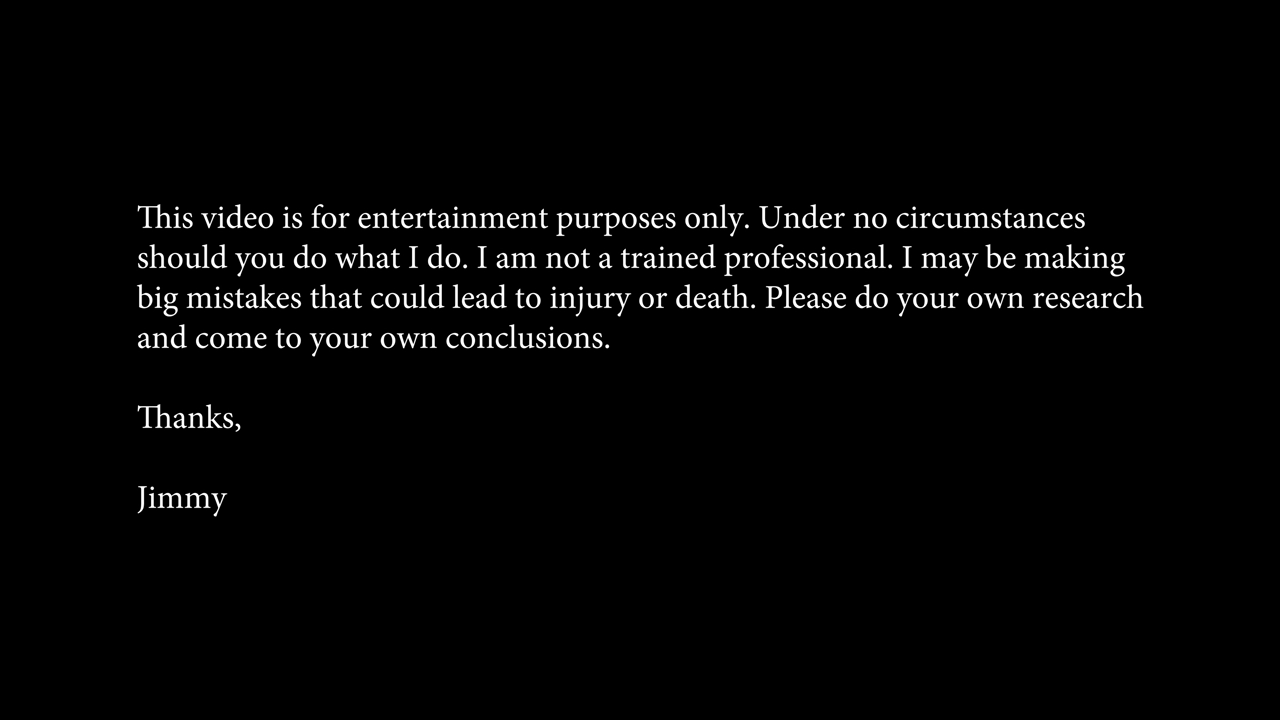 This video is for entertainment purposes only. Under no circumstances
should you do what I do. I am not a trained professional. I may be making
big mistakes that could lead to injury or death. Please do your own research
and come to your own conclusions.
Thanks,
Jimmy